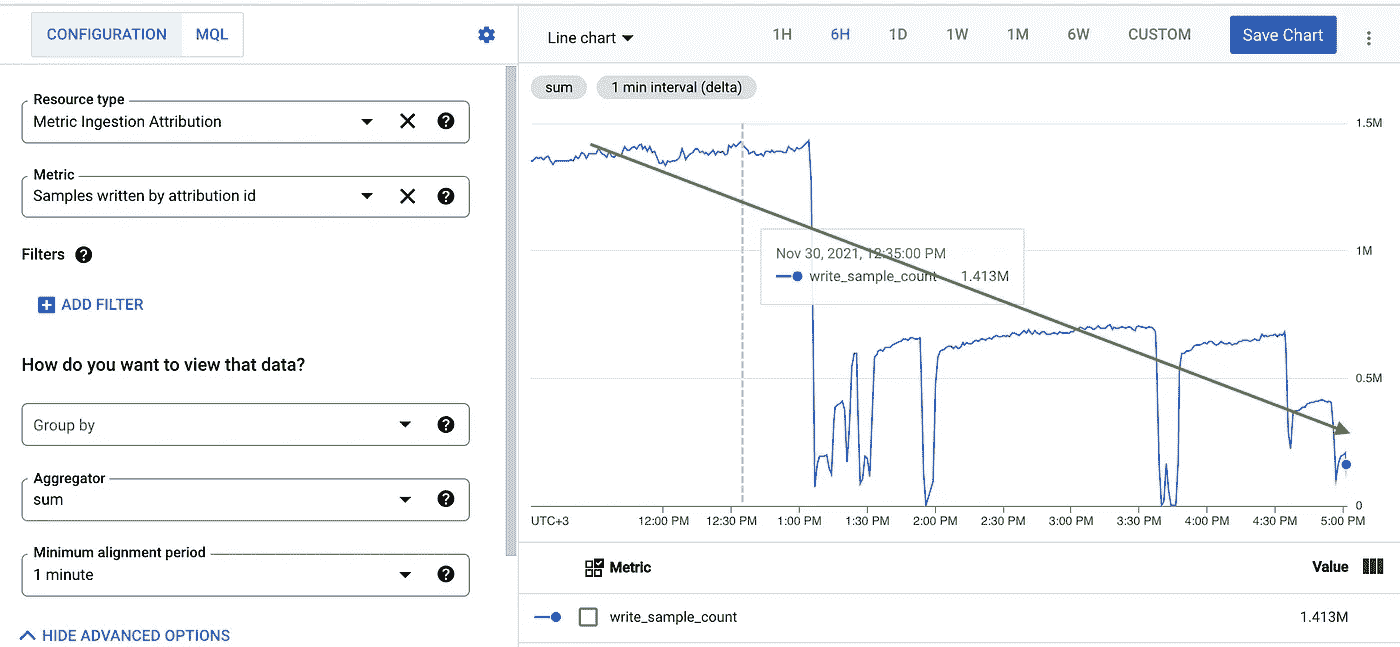 CONFIGURATION
MQL
Resource type
Metric Ingestion Attribution
Metric
Samples written by attribution id
Filters
ADD FILTER
How do you want to view that data?
Group by
Aggregator
sum
Minimum alignment period
1 minute
HIDE ADVANCED OPTIONS
Line chart
1H 6H 1D 1W 1M 6W CUSTOM
Save Chart
sum
1 min interval (delta)
1.5M
1M
0.5M
0
Nov 30, 2021, 12:35:00 PM
write_sample_count 1.413M
UTC+3 12:00 PM 12:30 PM 1:00 PM 1:30 PM 2:00 PM 2:30 PM 3:00 PM 3:30 PM 4:00 PM 4:30 PM 5:00 PM
Metric Value
write_sample_count 1.413M